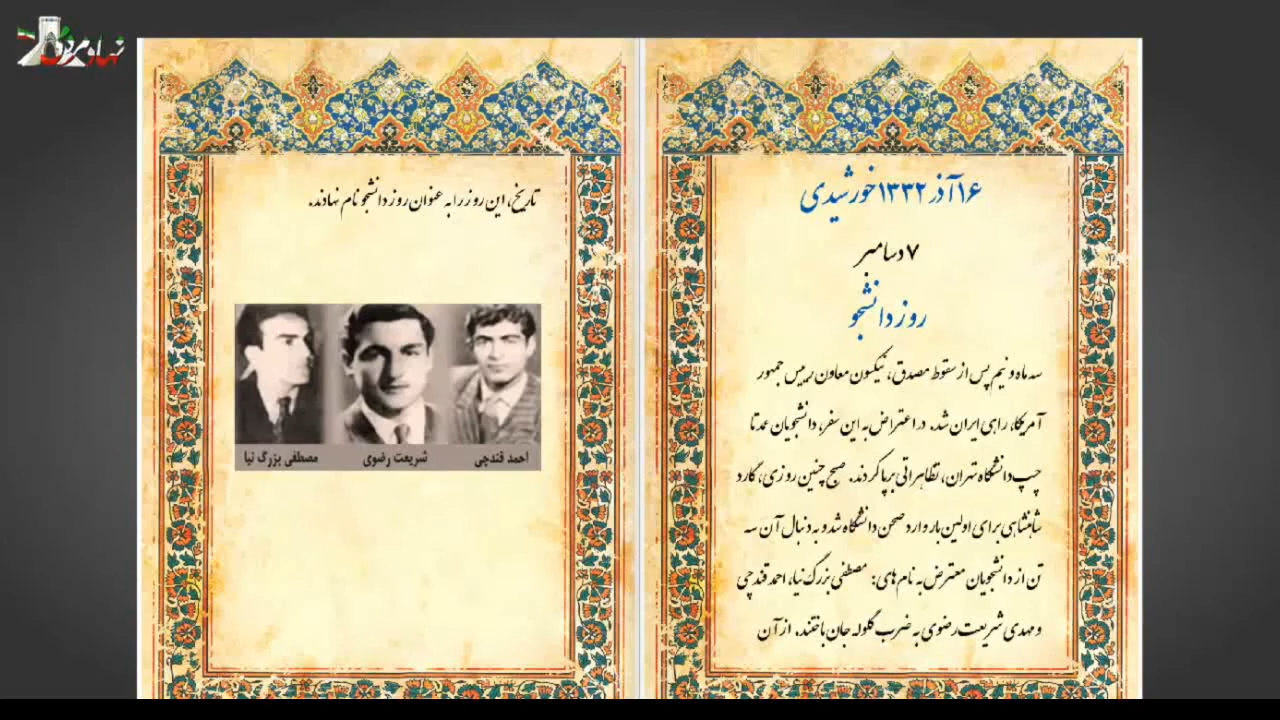 نهاد مردمی
۱۶ آذر ۱۳۳۲ خورشیدی
۷ دسامبر
روز دانشجو
سه ماه و نیم پس از سقوط مصدق، نیکسون معاون رییس جمهور
آمریکا، راهی ایران شد. در اعتراض به این سفر، دانشجویان عمدتا
چپ دانشگاه تهران، تظاهراتی برپا کردند. صبح چنین روزی، گارد
شاهنشاهی برای اولین بار وارد صحن دانشگاه شد و به دنبال آن سه
تن از دانشجویان معترض به نام های: مصطفی بزرگ نیا، احمد قندچی
و مهدی شریعت رضوی به ضرب گلوله جان باختند. از آن
تاریخ، این روز را به عنوان روز دانشجو نام نهادند.
احمد قندچی
شریعت رضوی
مصطفی بزرگ نیا